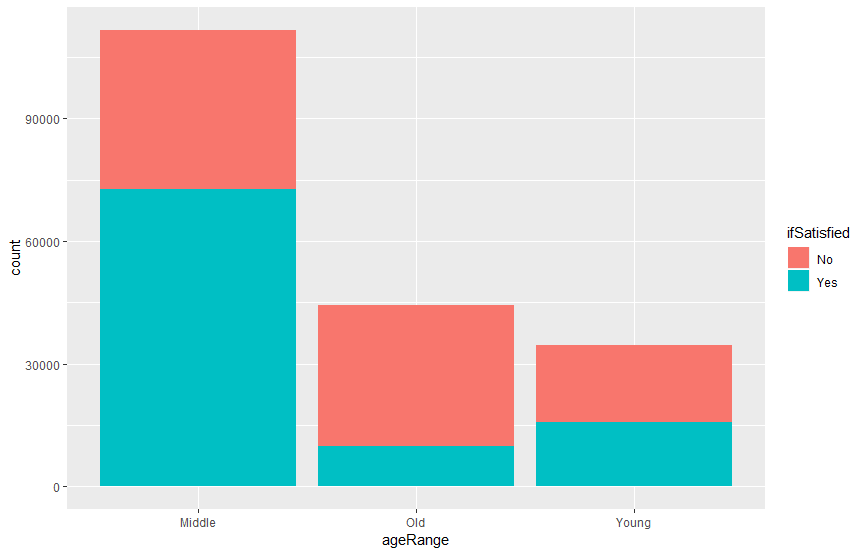 count
90000
60000
30000
0
Middle
Old
Young
ageRange
ifSatisfied
No
Yes